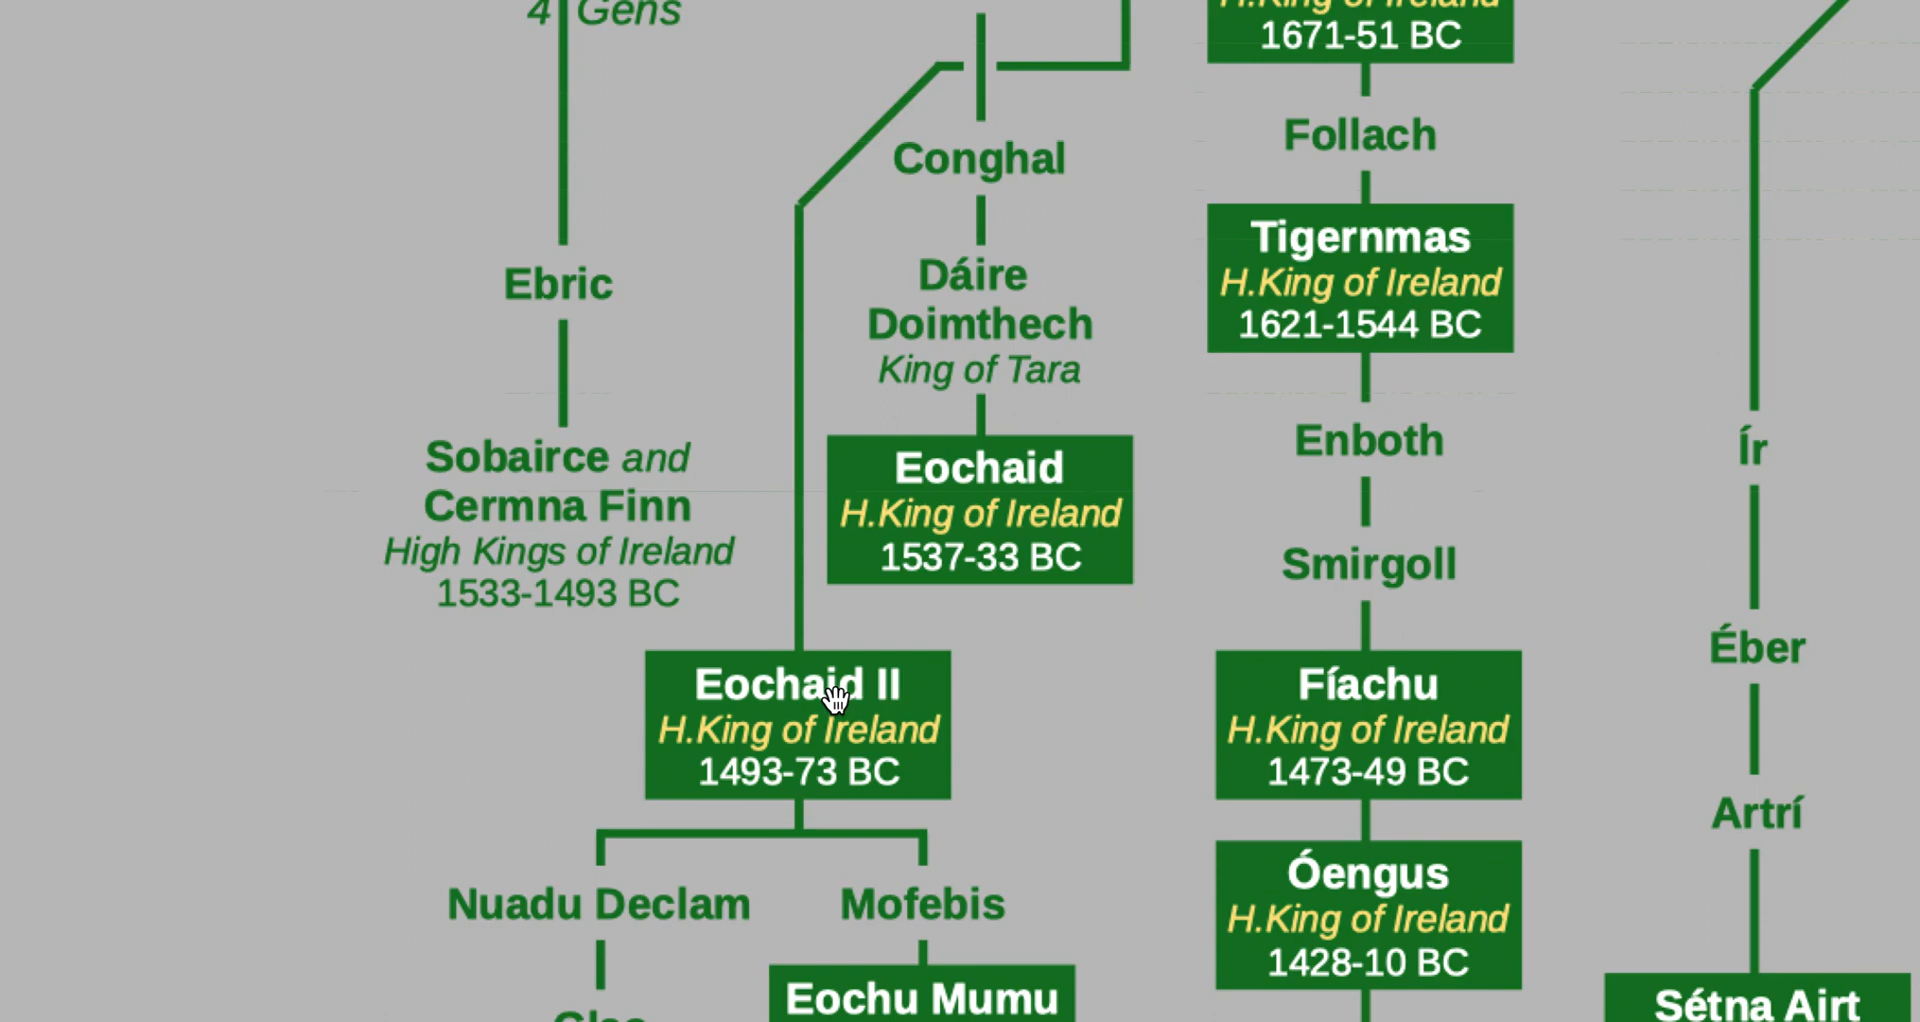 4 Gens
H.King of Ireland
1671-51 BC
Follach
Conghal
Tigernmas
H.King of Ireland
1621-1544 BC
Ebric
Dáire
Doimthech
King of Tara
Ír
Enboth
Sobairce and
Cermna Finn
High Kings of Ireland
1533-1493 BC
Eochaid
H.King of Ireland
1537-33 BC
Smirgoll
Éber
Eochaid II
H.King of Ireland
1493-73 BC
Fíachu
H.King of Ireland
1473-49 BC
Artrí
Nuadu Declam
Mofebis
Óengus
H.King of Ireland
1428-10 BC
Eochu Mumu
Sétna Airt